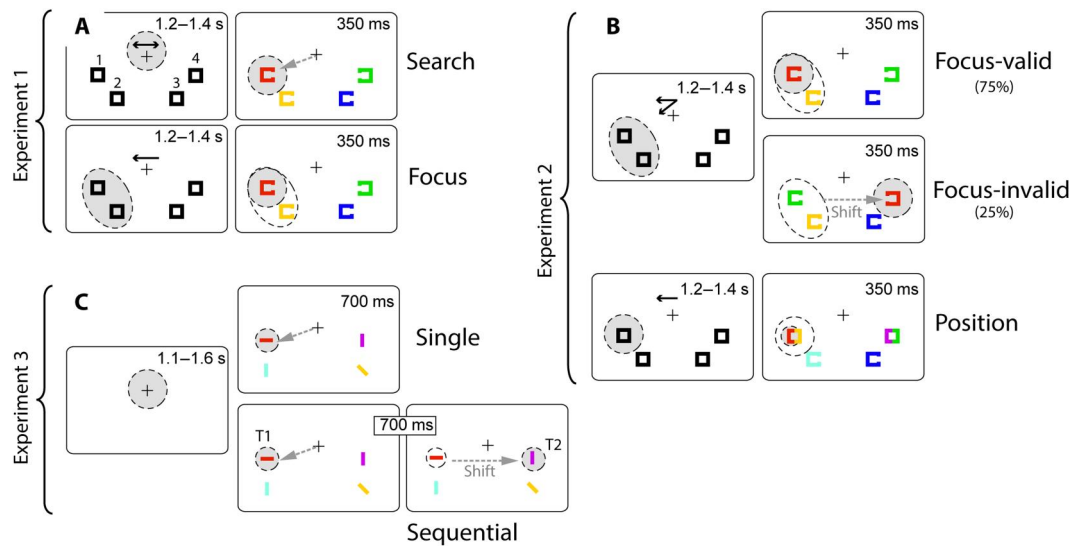 A
1.2–1.4 s
1
2
3
4
350 ms
Search
1.2–1.4 s
350 ms
Focus
Experiment 1
B
350 ms
Focus-valid
(75%)
1.2–1.4 s
350 ms
Shift
Focus-invalid
(25%)
1.2–1.4 s
350 ms
Position
Experiment 2
C
1.1–1.6 s
700 ms
Single
700 ms
T1
T2
Shift
Sequential
Experiment 3